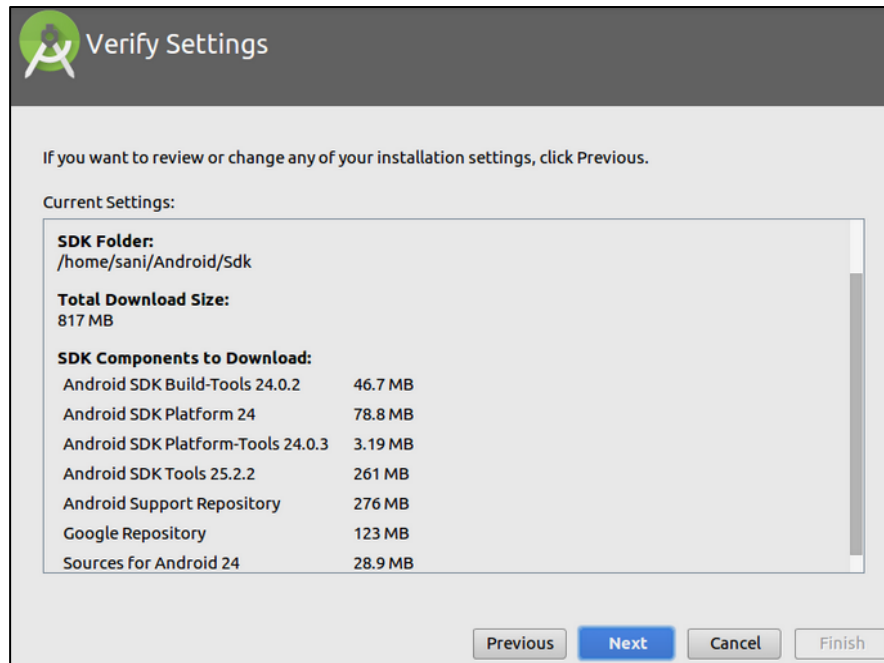 Verify Settings
If you want to review or change any of your installation settings, click Previous.
Current Settings:
SDK Folder:
/home/sani/Android/Sdk
Total Download Size:
817 MB
SDK Components to Download:
Android SDK Build-Tools 24.0.2 46.7 MB
Android SDK Platform 24 78.8 MB
Android SDK Platform-Tools 24.0.3 3.19 MB
Android SDK Tools 25.2.2 261 MB
Android Support Repository 276 MB
Google Repository 123 MB
Sources for Android 24 28.9 MB
Previous Next Cancel Finish